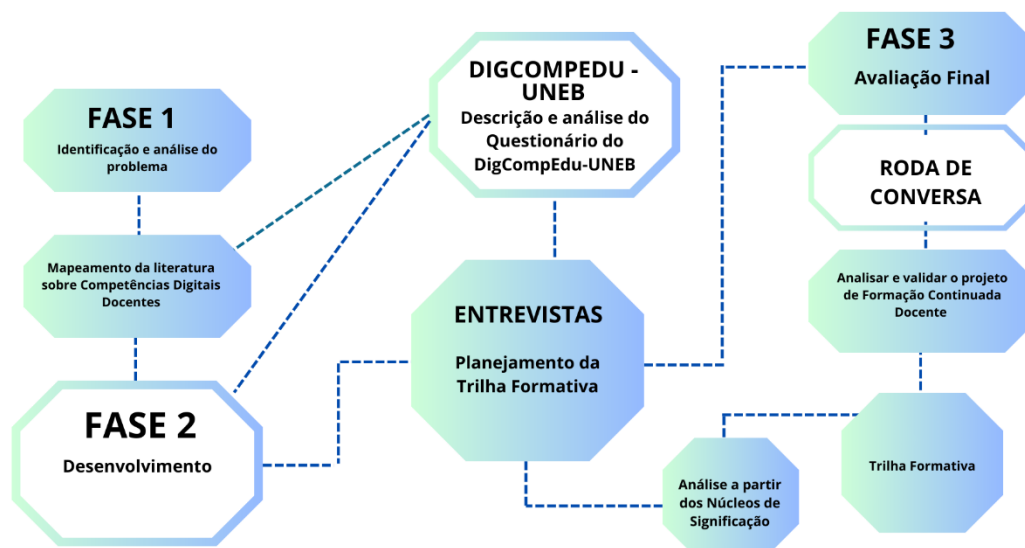 FASE 1
Identificação e análise do
problema
Mapeamento da literatura
sobre Competências Digitais
Docentes
FASE 2
Desenvolvimento
DIGCOMPEDU -
UNEB
Descrição e análise do
Questionário do
DigCompEdu-UNEB
ENTREVISTAS
Planejamento da
Trilha Formativa
Análise a partir
dos Núcleos de
Significação
FASE 3
Avaliação Final
RODA DE
CONVERSA
Analisar e validar o projeto
de Formação Continuada
Docente
Trilha Formativa